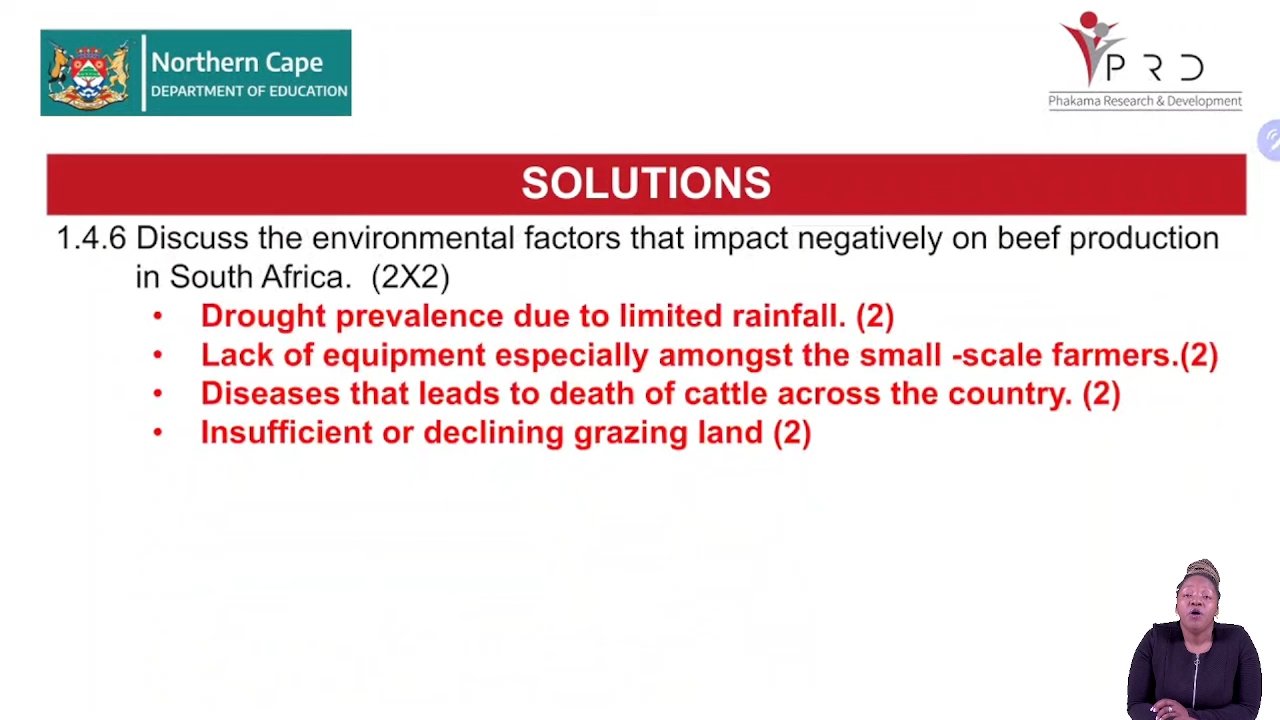 Northern Cape
DEPARTMENT OF EDUCATION
P R D
Phakama Research & Development
SOLUTIONS
1.4.6 Discuss the environmental factors that impact negatively on beef production
in South Africa. (2X2)
• Drought prevalence due to limited rainfall. (2)
• Lack of equipment especially amongst the small -scale farmers.(2)
• Diseases that leads to death of cattle across the country. (2)
• Insufficient or declining grazing land (2)